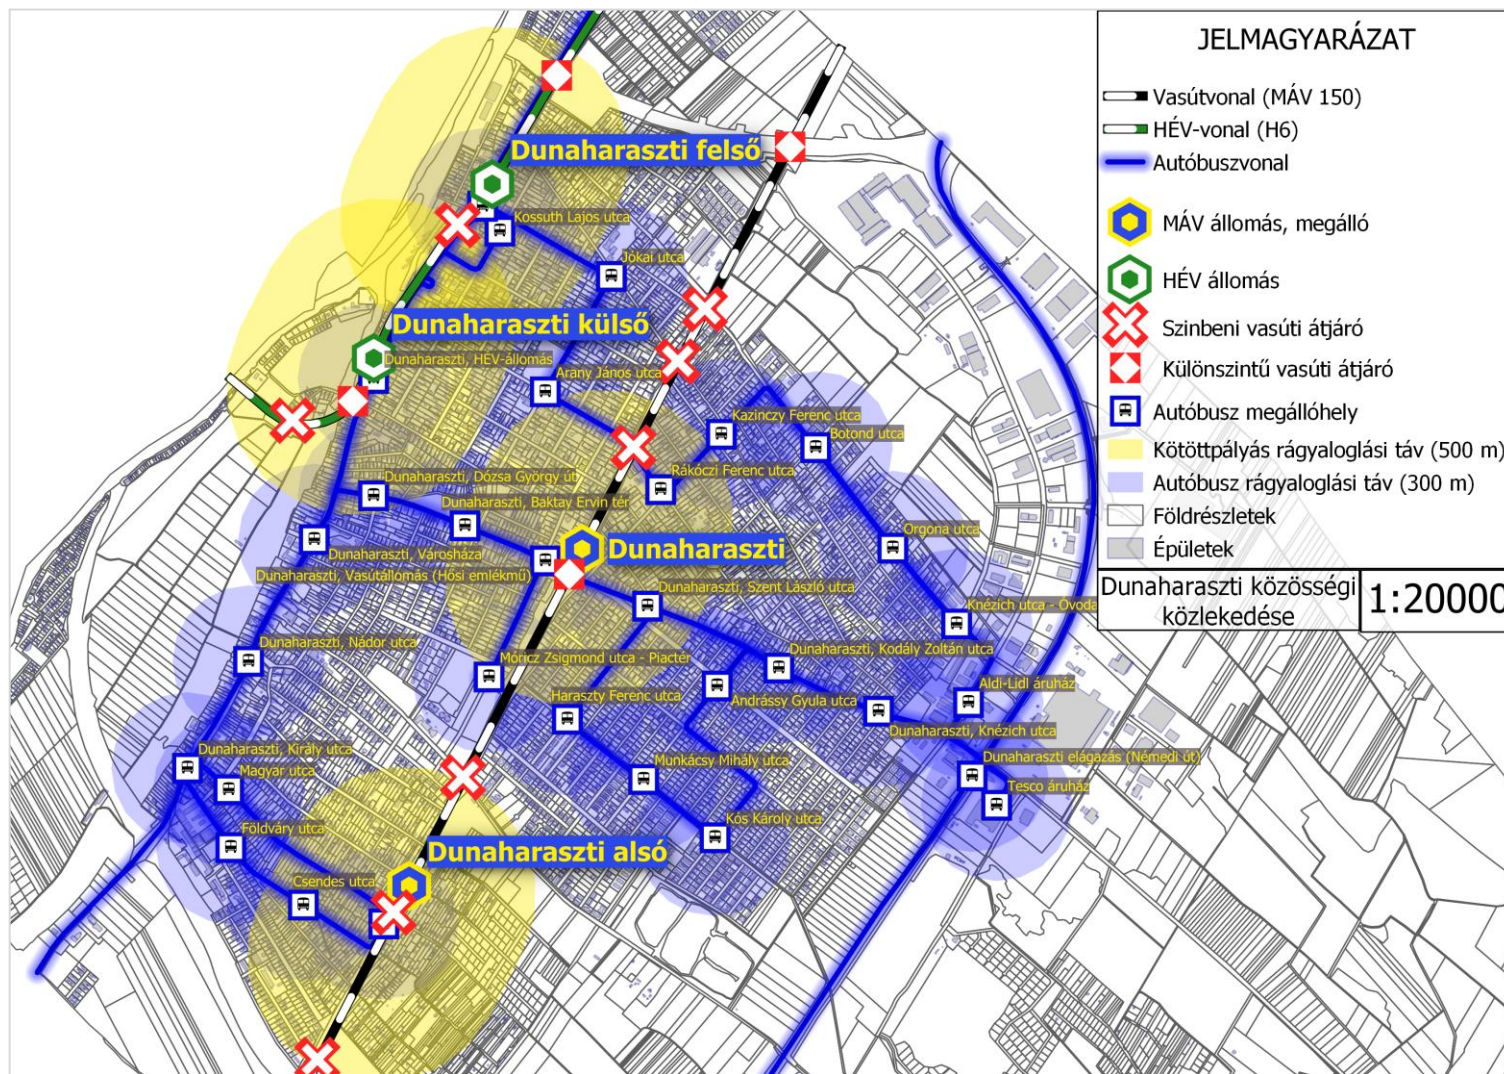 JELMAGYARÁZAT
Vasútvonal (MÁV 150)
HÉV-vonal (H6)
Autóbuszvonal
MÁV állomás, megálló
HÉV állomás
Szinbeni vasúti átjáró
Különszintű vasúti átjáró
Autóbusz megállóhely
Kötöttpályás rágyaloglási táv (500 m)
Autóbusz rágyaloglási táv (300 m)
Földrészletek
Épületek
Dunaharaszti közösségi
közlekedése
1:20000
Dunaharaszti felső
Kossuth Lajos utca
Jókai utca
Dunaharaszti külső
Dunaharaszti, HÉV-állomás
Arany János utca
Kazinczy Ferenc utca
Botond utca
Rákóczi Ferenc utca
Dunaharaszti, Dózsa György út
Dunaharaszti, Baktay Ervin tér
Orgona utca
Dunaharaszti
Dunaharaszti, Városháza
Dunaharaszti, Vasútállomás (Hősi emlékmű)
Dunaharaszti, Szent László utca
Knézich utca - Óvoda
Dunaharaszti, Nádor utca
Móricz Zsigmond utca - Piactér
Dunaharaszti, Kodály Zoltán utca
Haraszty Ferenc utca
Andrássy Gyula utca
Aldi-Lidl áruház
Dunaharaszti, Knézich utca
Dunaharaszti, Király utca
Magyar utca
Munkácsy Mihály utca
Dunaharaszti elágazás (Némedi út)
Tesco áruház
Kós Károly utca
Földváry utca
Dunaharaszti alsó
Csendes utca